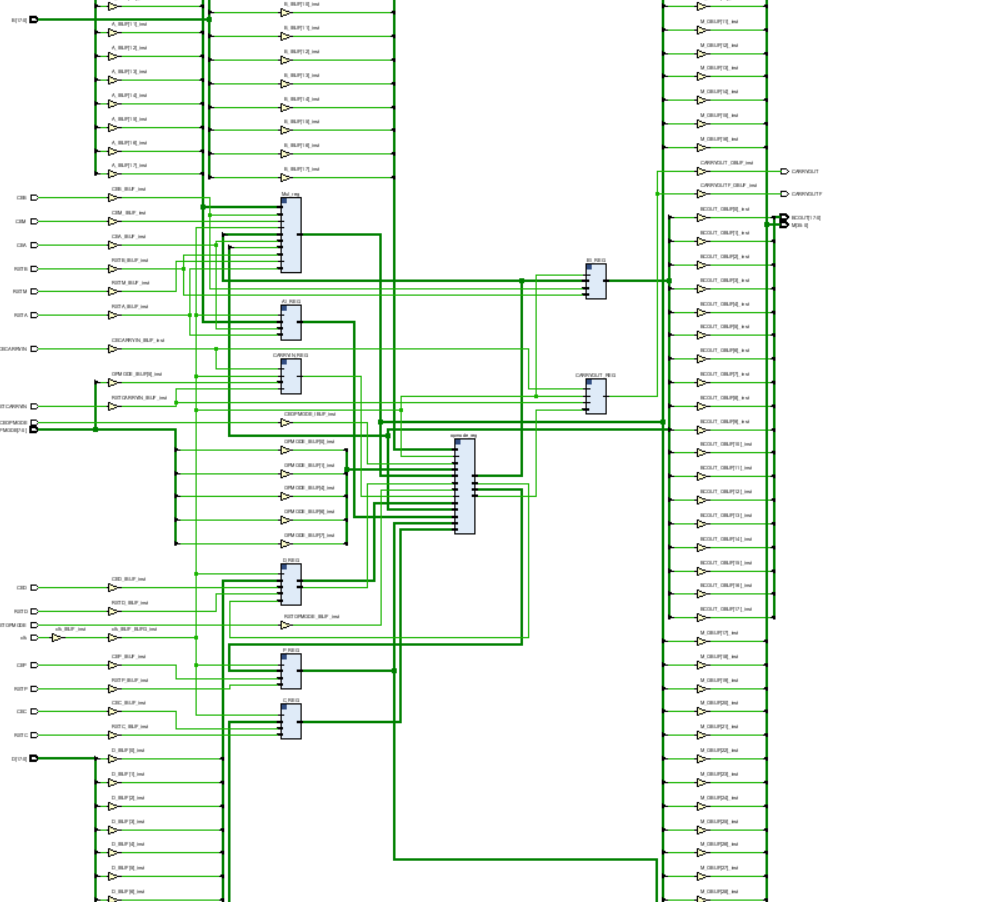 B[17:0]
A_IBUF[11]_inst
A_IBUF[12]_inst
A_IBUF[13]_inst
A_IBUF[14]_inst
A_IBUF[15]_inst
A_IBUF[16]_inst
A_IBUF[17]_inst
B_IBUF[10]_inst
B_IBUF[11]_inst
B_IBUF[12]_inst
B_IBUF[13]_inst
B_IBUF[14]_inst
B_IBUF[15]_inst
B_IBUF[16]_inst
B_IBUF[17]_inst
CEB
CEB_IBUF_inst
CEM
CEM_IBUF_inst
CEA
CEA_IBUF_inst
RSTB
RSTB_IBUF_inst
RSTM
RSTM_IBUF_inst
RSTA
RSTA_IBUF_inst
CECARRYIN
CECARRYIN_IBUF_inst
OPMODE_IBUF[5]_inst
STCARRYIN
RSTCARRYIN_IBUF_inst
CEOPMODE
CEOPMODE_IBUF_inst
PMODE[7:0]
OPMODE_IBUF[0]_inst
OPMODE_IBUF[1]_inst
OPMODE_IBUF[4]_inst
OPMODE_IBUF[6]_inst
OPMODE_IBUF[7]_inst
Mul_reg
A1_REG
CARRYIN_REG
opmode_reg
D_REG
P_REG
C_REG
B1_REG
CARRYOUT_REG
CED
CED_IBUF_inst
RSTD
RSTD_IBUF_inst
STOPMODE
RSTOPMODE_IBUF_inst
clk
clk_IBUF_inst
clk_IBUF_BUFG_inst
CEP
CEP_IBUF_inst
RSTP
RSTP_IBUF_inst
CEC
CEC_IBUF_inst
RSTC
RSTC_IBUF_inst
D[17:0]
D_IBUF[0]_inst
D_IBUF[1]_inst
D_IBUF[2]_inst
D_IBUF[3]_inst
D_IBUF[4]_inst
D_IBUF[5]_inst
D_IBUF[6]_inst
M_OBUF[11]_inst
M_OBUF[12]_inst
M_OBUF[13]_inst
M_OBUF[14]_inst
M_OBUF[15]_inst
M_OBUF[16]_inst
CARRYOUT_OBUF_inst
CARRYOUT
CARRYOUTF_OBUF_inst
CARRYOUTF
BCOUT_OBUF[0]_inst
BCOUT[17:0]
M[35:0]
BCOUT_OBUF[1]_inst
BCOUT_OBUF[2]_inst
BCOUT_OBUF[3]_inst
BCOUT_OBUF[4]_inst
BCOUT_OBUF[5]_inst
BCOUT_OBUF[6]_inst
BCOUT_OBUF[7]_inst
BCOUT_OBUF[8]_inst
BCOUT_OBUF[9]_inst
BCOUT_OBUF[10]_inst
BCOUT_OBUF[11]_inst
BCOUT_OBUF[12]_inst
BCOUT_OBUF[13]_inst
BCOUT_OBUF[14]_inst
BCOUT_OBUF[15]_inst
BCOUT_OBUF[16]_inst
BCOUT_OBUF[17]_inst
M_OBUF[17]_inst
M_OBUF[18]_inst
M_OBUF[19]_inst
M_OBUF[20]_inst
M_OBUF[21]_inst
M_OBUF[22]_inst
M_OBUF[23]_inst
M_OBUF[24]_inst
M_OBUF[25]_inst
M_OBUF[26]_inst
M_OBUF[27]_inst
M_OBUF[28]_inst